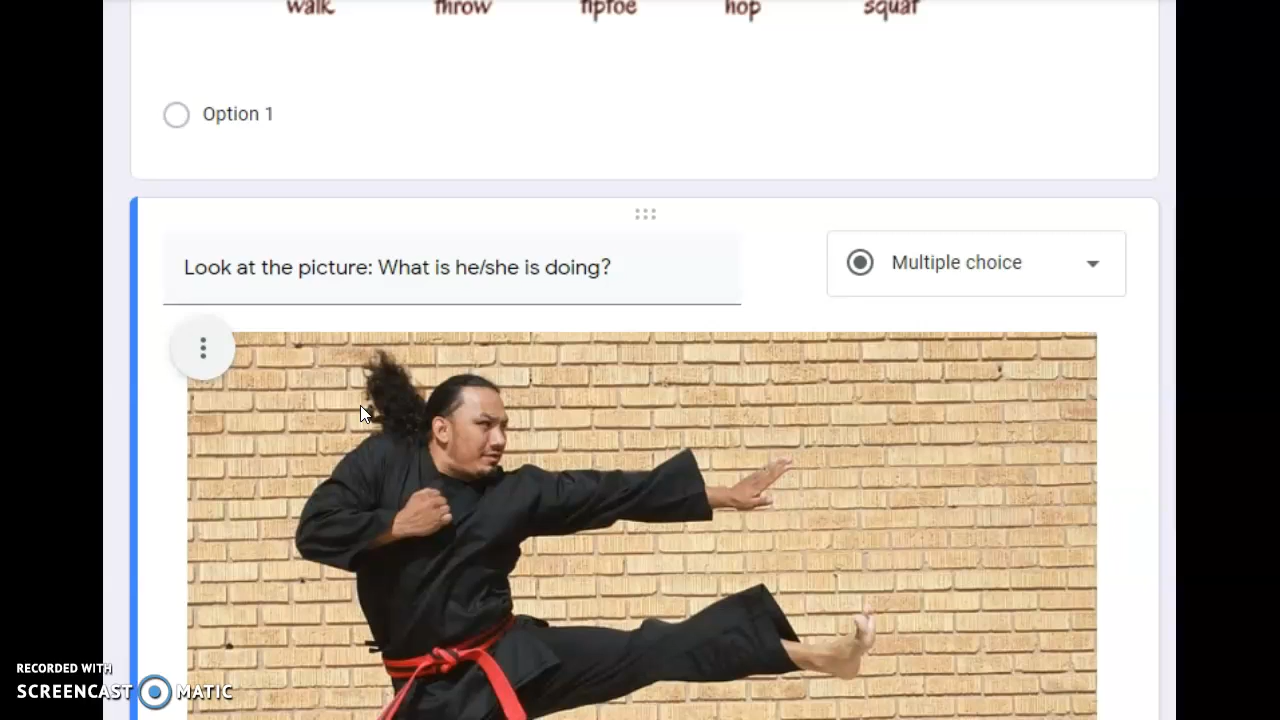 walk throw tiptoe hop squat
Option 1
Look at the picture: What is he/she is doing?
Multiple choice
RECORDED WITH
SCREENCAST MATIC